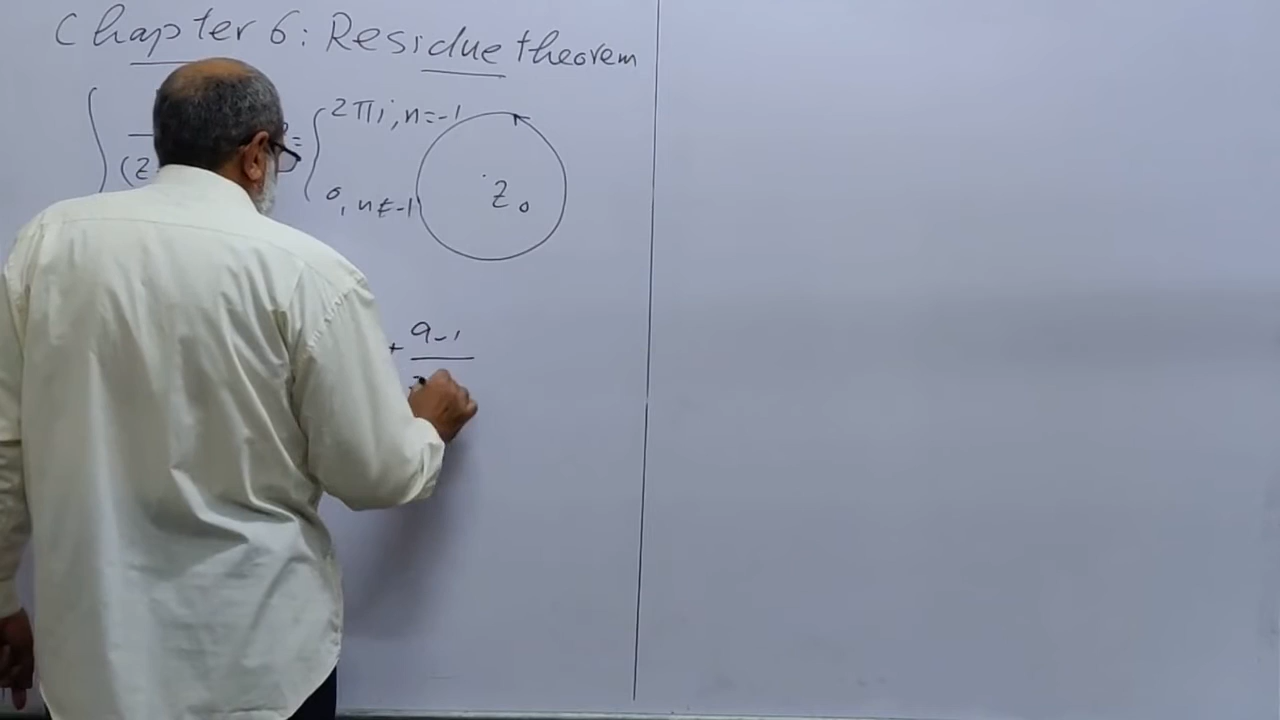 Chapter 6: Residue theorem
∫ (z = { 2πi, n=-1
0, n≠-1
z₀
+ a₋₁